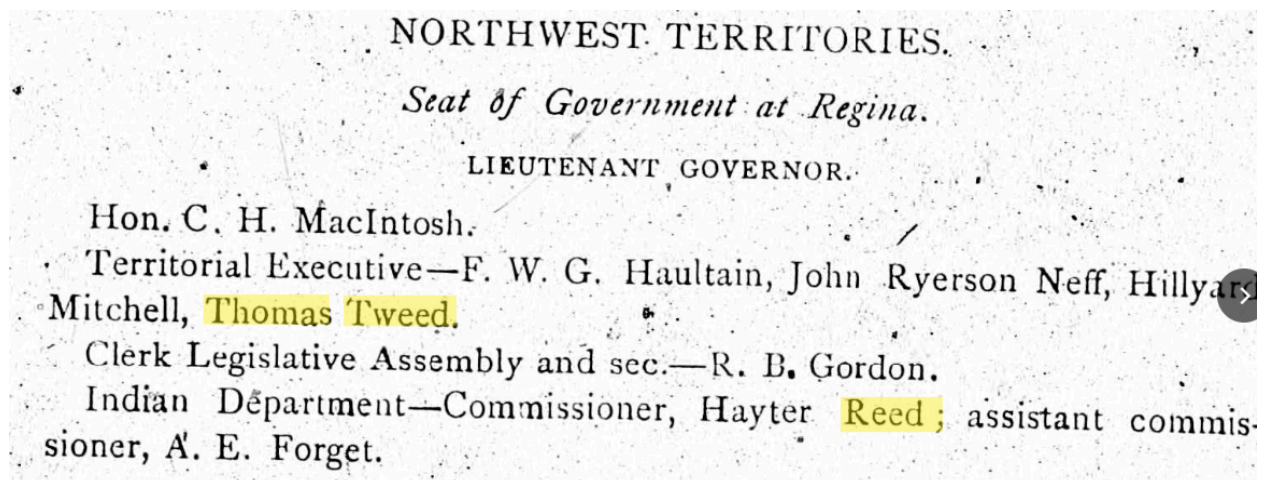 NORTHWEST TERRITORIES.
Seat of Government at Regina.
LIEUTENANT GOVERNOR.
Hon. C. H. MacIntosh.
Territorial Executive—F. W. G. Haultain, John Ryerson Neff, Hillyard
Mitchell, Thomas Tweed.
Clerk Legislative Assembly and sec.—R. B. Gordon.
Indian Department—Commissioner, Hayter Reed ; assistant commis-
sioner, A. E. Forget.